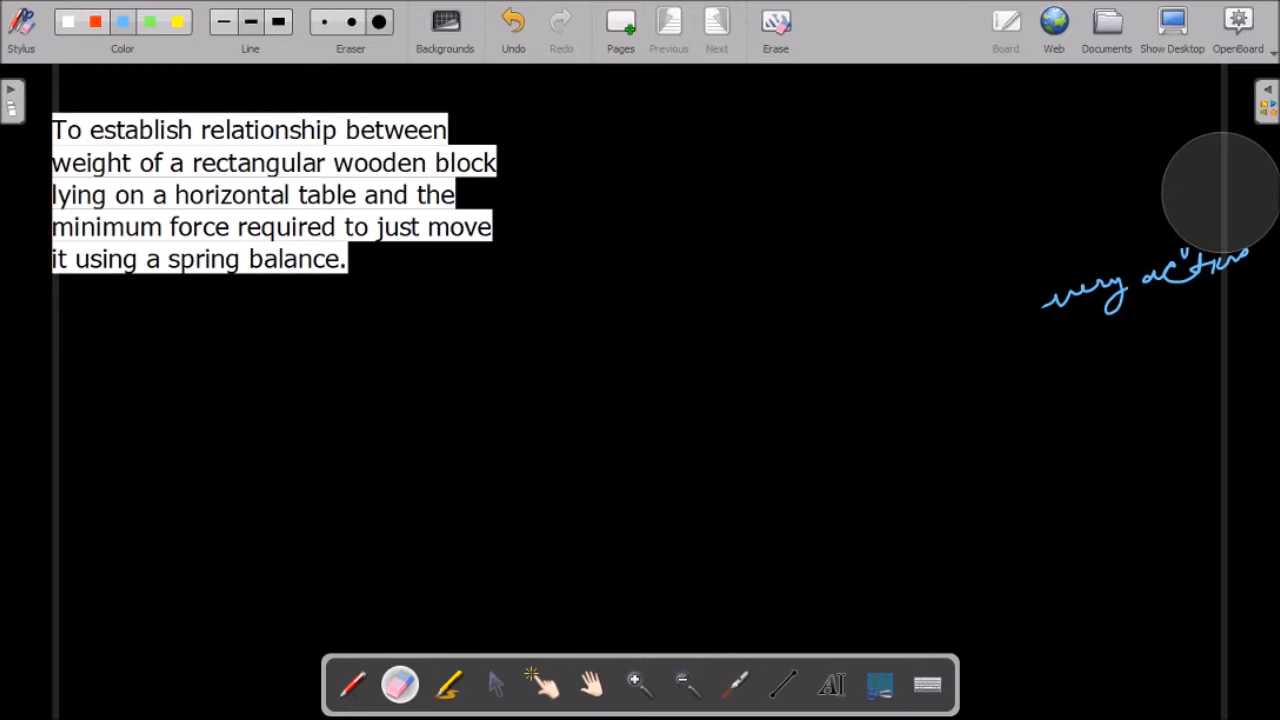 Stylus
Color
Line
Eraser
Backgrounds
Undo
Redo
Pages
Previous
Next
Erase
Board
Web
Documents
Show Desktop
OpenBoard
To establish relationship between
weight of a rectangular wooden block
lying on a horizontal table and the
minimum force required to just move
it using a spring balance.
very